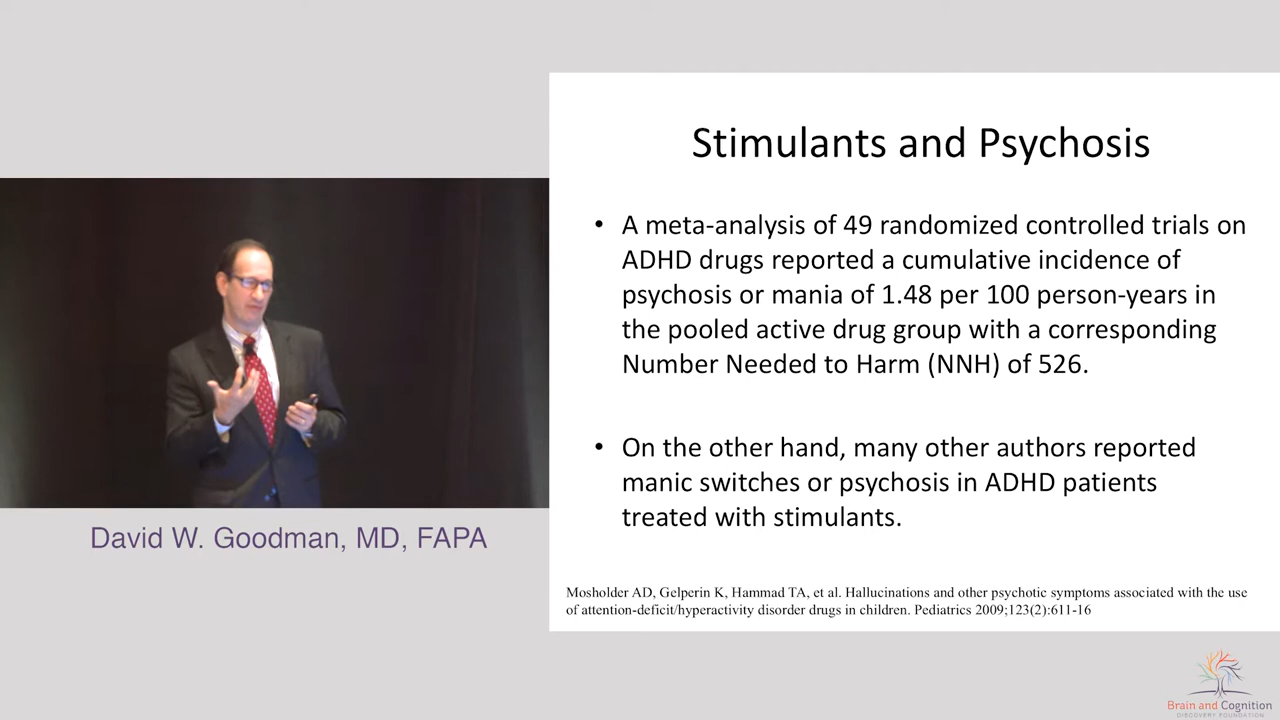 Stimulants and Psychosis
• A meta-analysis of 49 randomized controlled trials on
ADHD drugs reported a cumulative incidence of
psychosis or mania of 1.48 per 100 person-years in
the pooled active drug group with a corresponding
Number Needed to Harm (NNH) of 526.
• On the other hand, many other authors reported
manic switches or psychosis in ADHD patients
treated with stimulants.
Mosholder AD, Gelperin K, Hammad TA, et al. Hallucinations and other psychotic symptoms associated with the use
of attention-deficit/hyperactivity disorder drugs in children. Pediatrics 2009;123(2):611-16
David W. Goodman, MD, FAPA
Brain and Cognition
DISCOVERY FOUNDATION